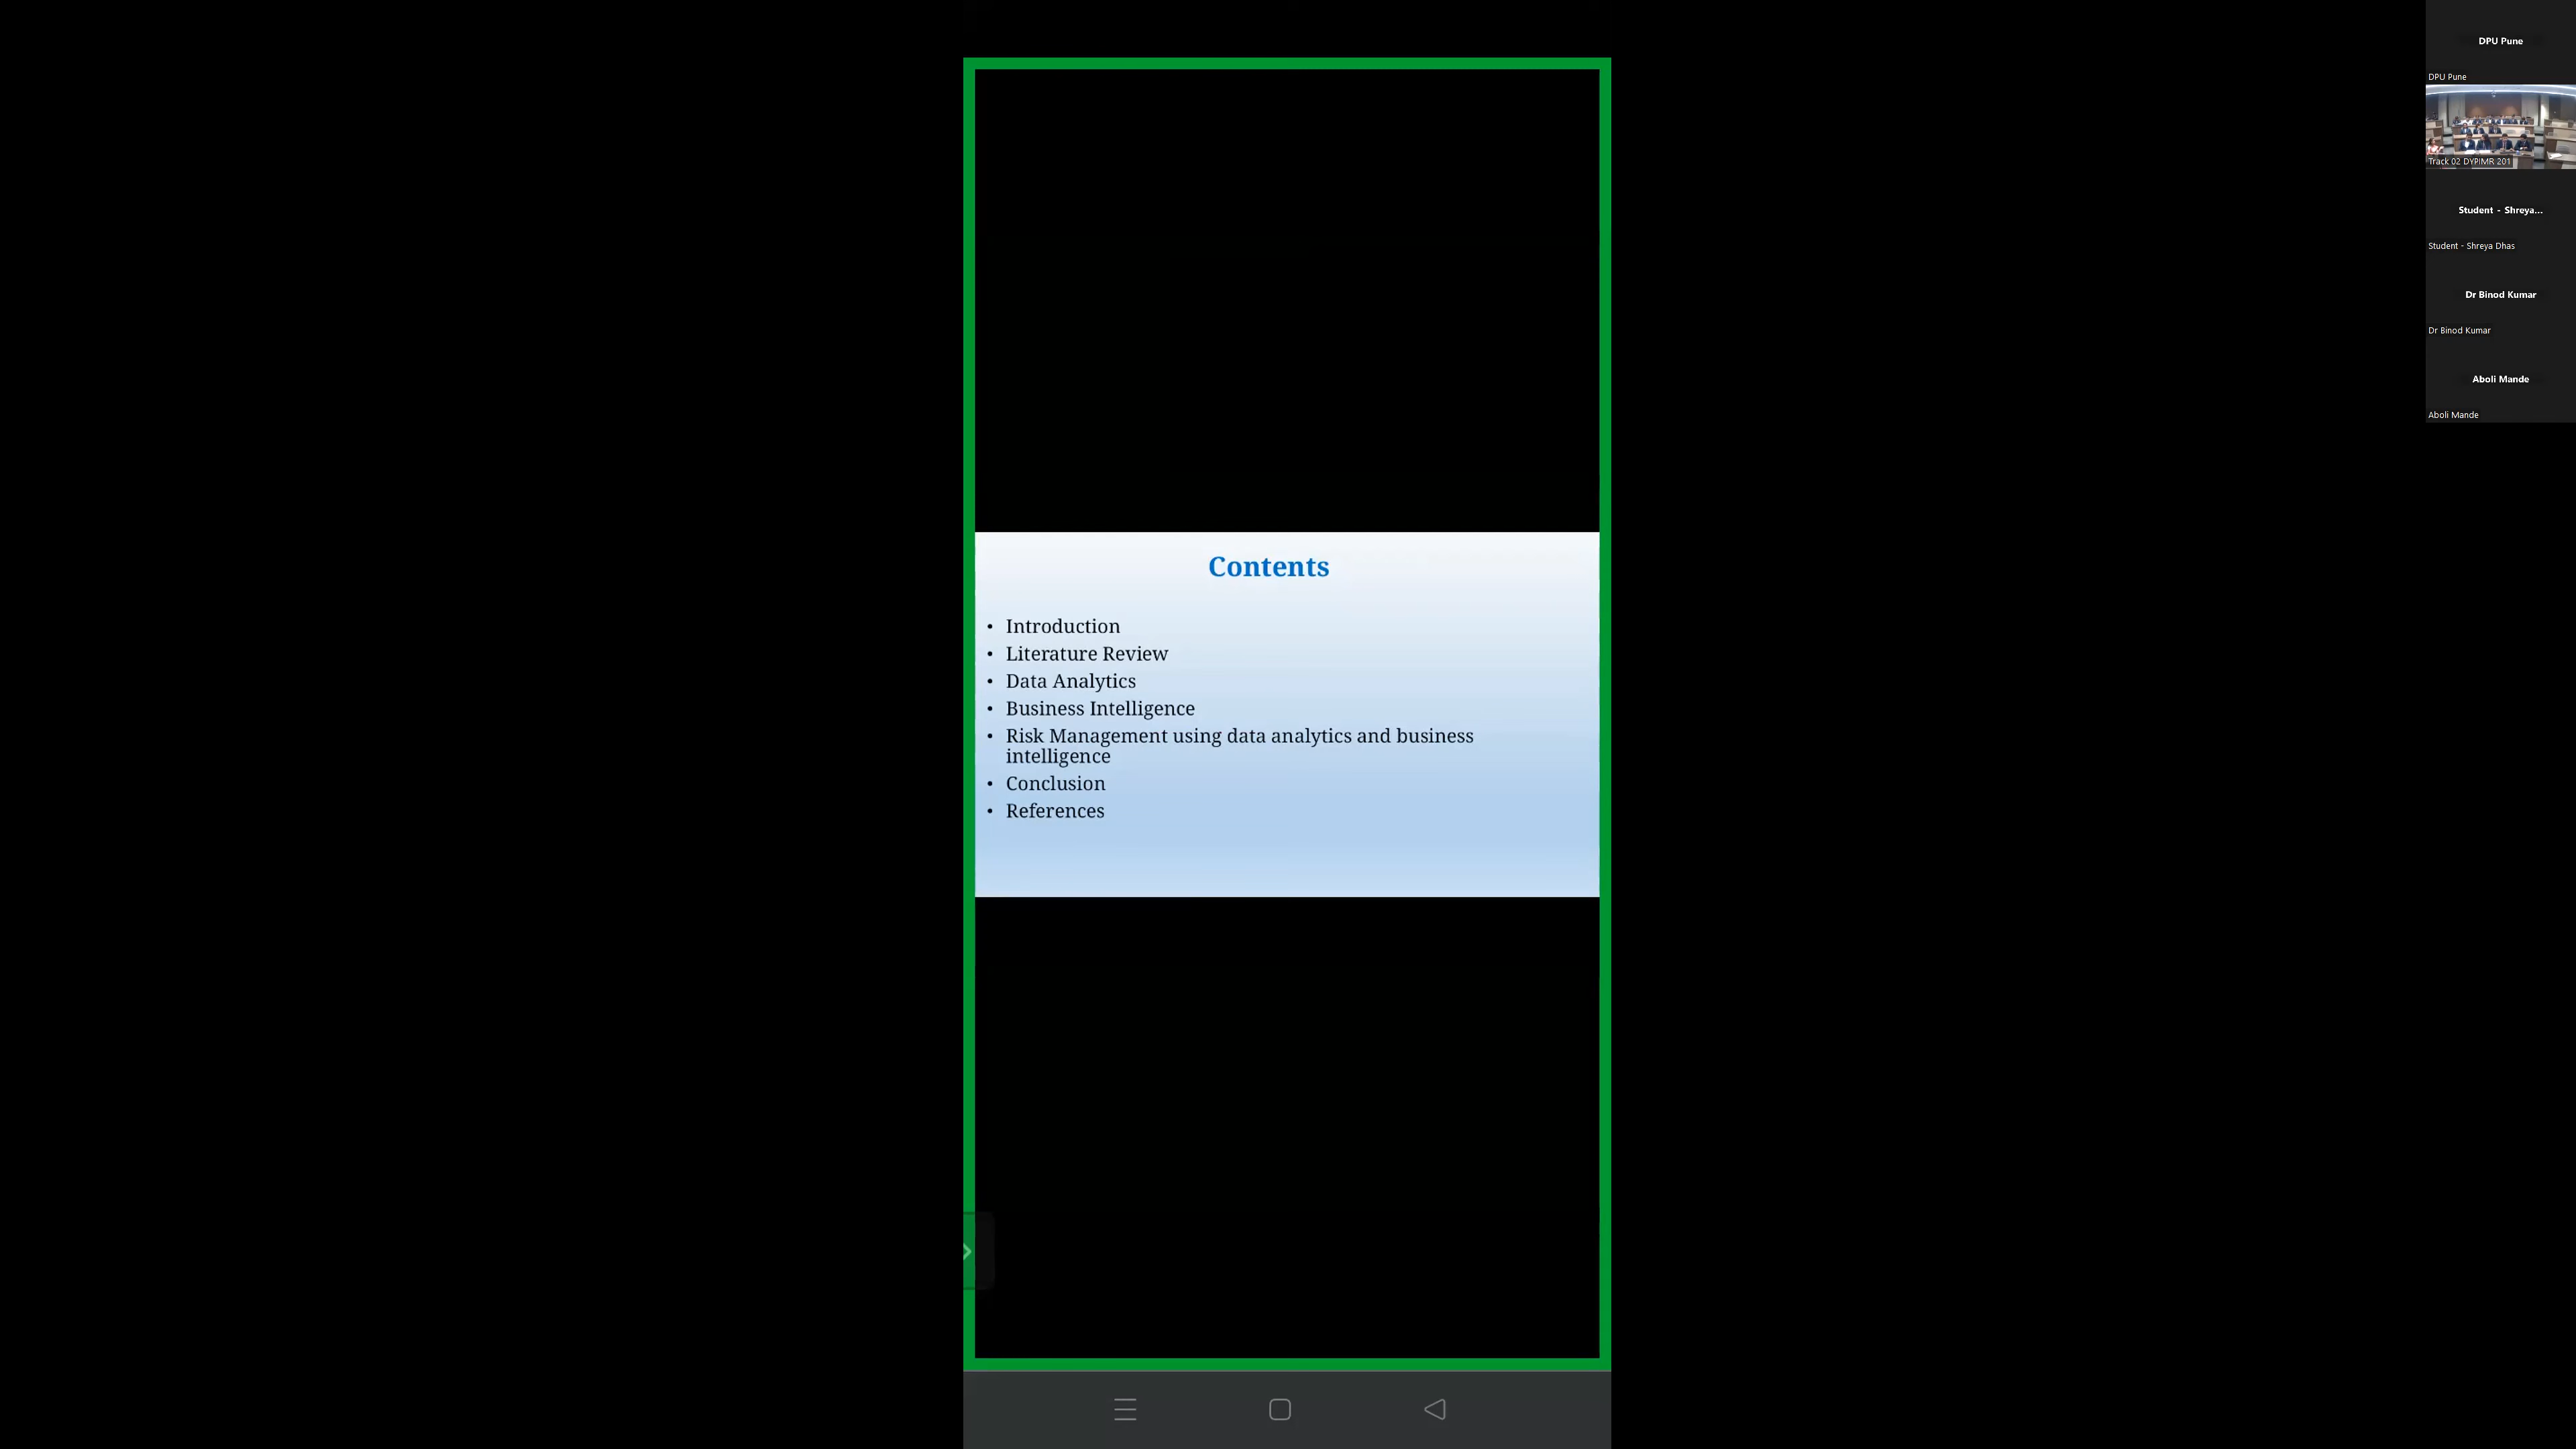 Contents
• Introduction
• Literature Review
• Data Analytics
• Business Intelligence
• Risk Management using data analytics and business
intelligence
• Conclusion
• References
DPU Pune
DPU Pune
Track 02 DYPIMR 201
Student - Shreya...
Student - Shreya Dhas
Dr Binod Kumar
Dr Binod Kumar
Aboli Mande
Aboli Mande